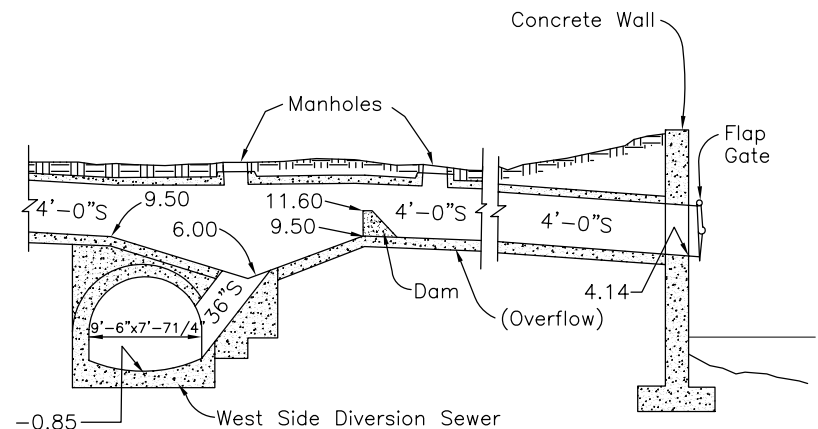 Concrete Wall
Manholes
Flap
Gate
9.50
11.60
4'-0"S
6.00
9.50
4'-0"S
4'-0"S
36"S
Dam
4.14
(Overflow)
9'-6"x7'-71/4"
-0.85
West Side Diversion Sewer